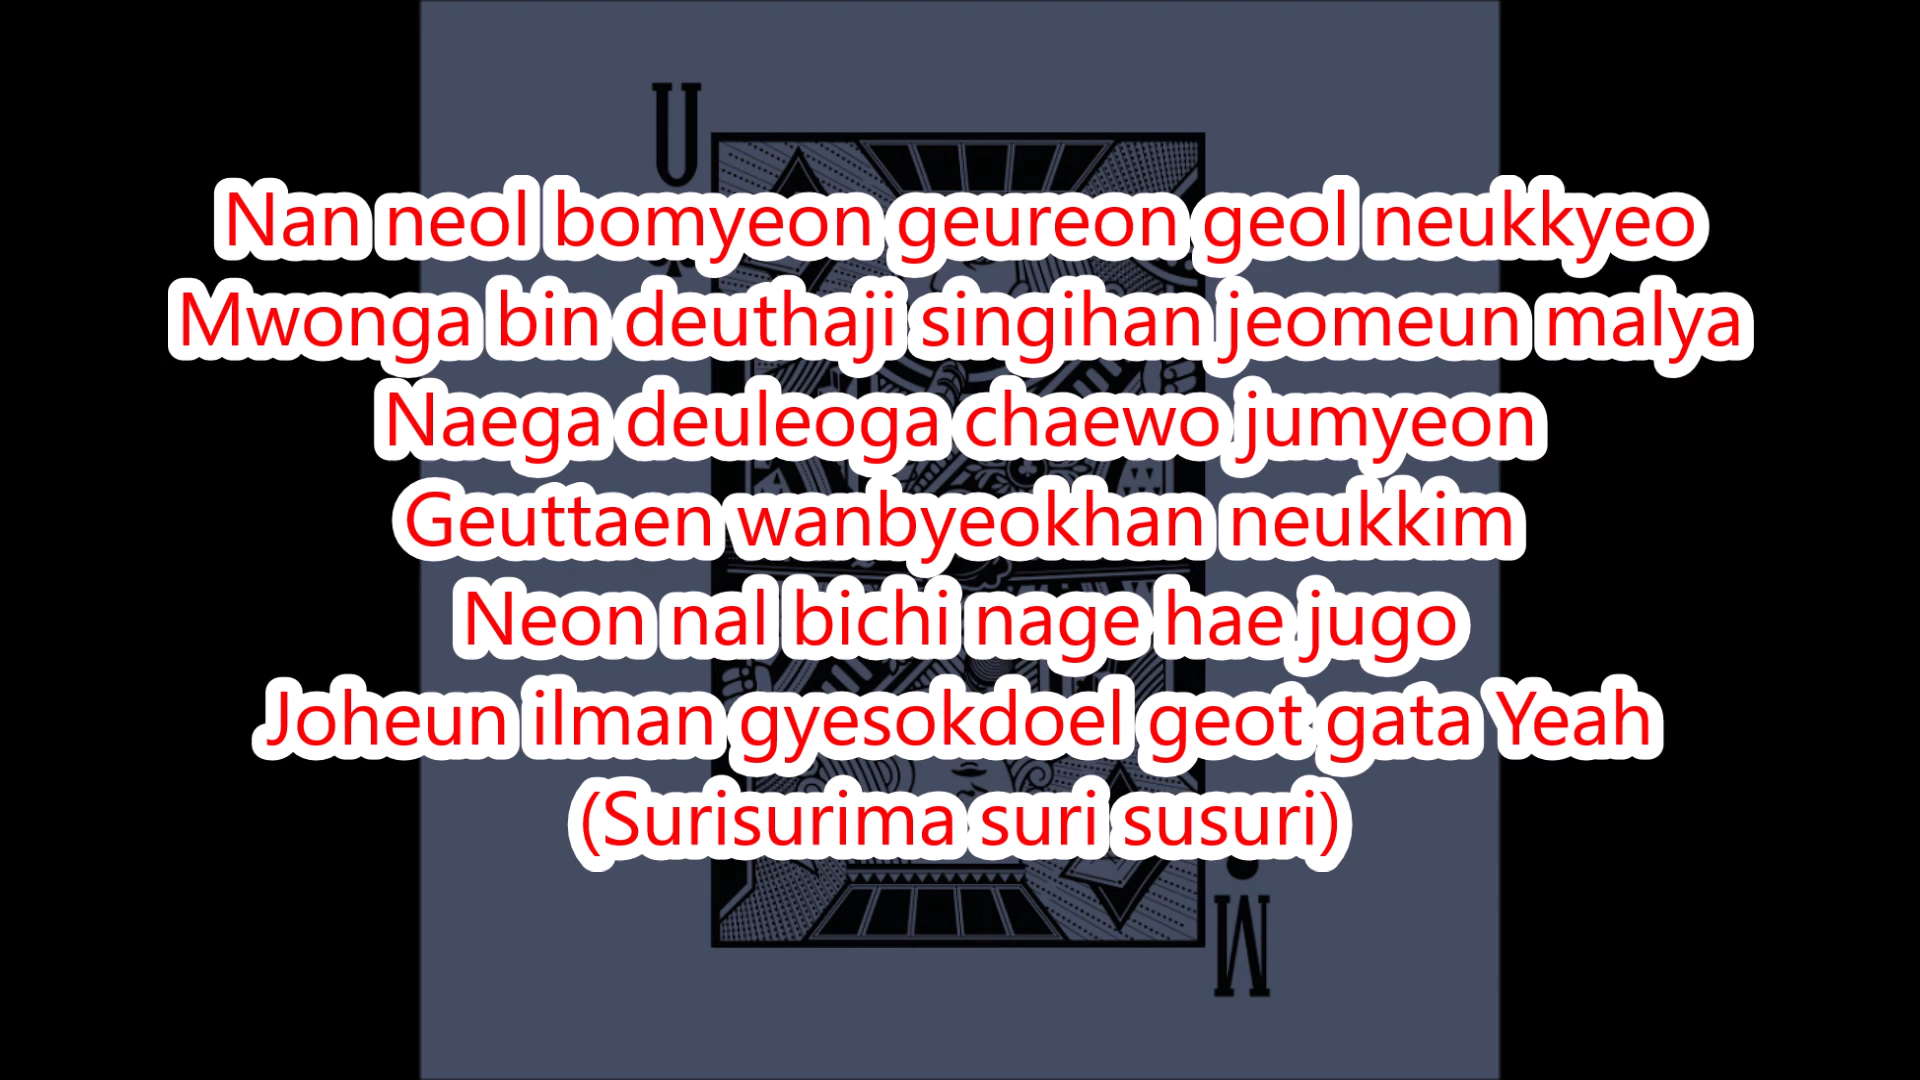 U
Nan neol bomyeon geureon geol neukkyeo
Mwonga bin deuthaji singihan jeomeun malya
Naega deuleoga chaewo jumyeon
Geuttaen wanbyeokhan neukkim
Neon nal bichi nage hae jugo
Joheun ilman gyesokdoel geot gata Yeah
(Surisurima suri susuri)
M